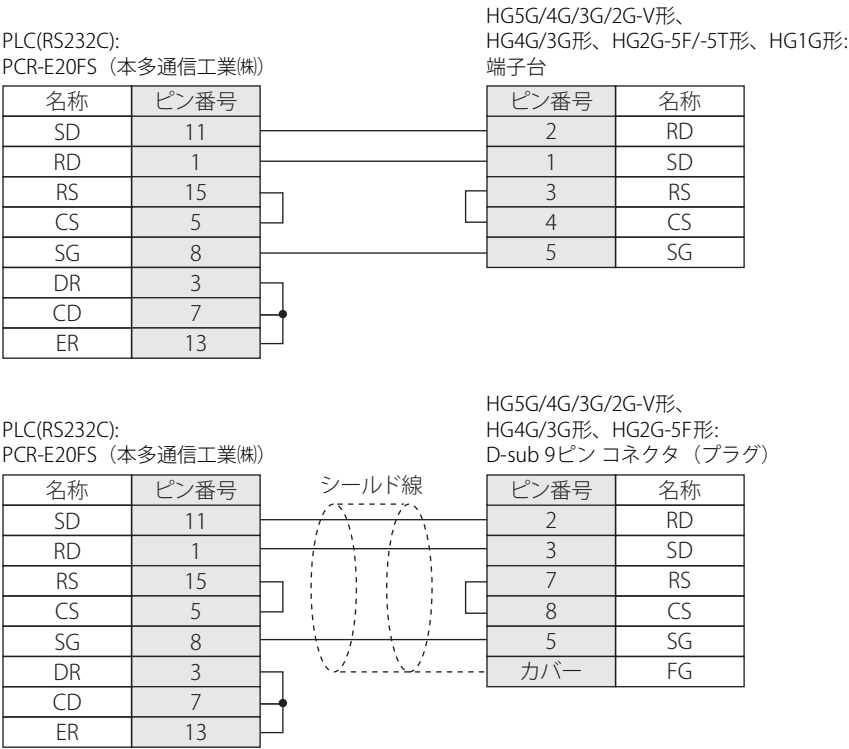 HG5G/4G/3G/2G-V形、
PLC(RS232C):
HG4G/3G形、HG2G-5F/-5T形、HG1G形:
PCR-E20FS（本多通信工業㈱）
端子台
名称 ピン番号 ピン番号 名称
SD 11 2 RD
RD 1 1 SD
RS 15 3 RS
CS 5 4 CS
SG 8 5 SG
DR 3
CD 7
ER 13
HG5G/4G/3G/2G-V形、
PLC(RS232C):
HG4G/3G形、HG2G-5F形:
PCR-E20FS（本多通信工業㈱）
D-sub 9ピン コネクタ（プラグ）
名称 ピン番号 シールド線 ピン番号 名称
SD 11 2 RD
RD 1 3 SD
RS 15 7 RS
CS 5 8 CS
SG 8 5 SG
DR 3 カバー FG
CD 7
ER 13